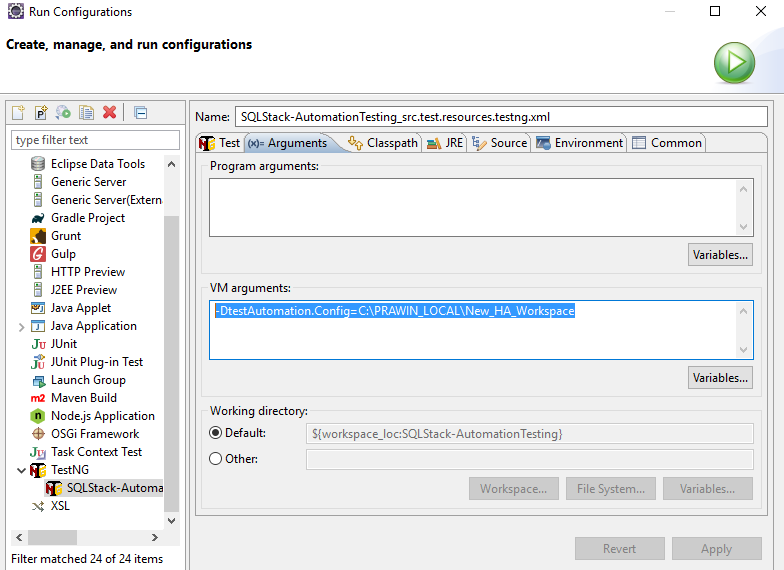 Run Configurations
Create, manage, and run configurations
type filter text
Eclipse Data Tools
Generic Server
Generic Server(Extern
Gradle Project
Grunt
Gulp
HTTP Preview
J2EE Preview
Java Applet
Java Application
JUnit
JUnit Plug-in Test
Launch Group
Maven Build
Node.js Application
OSGi Framework
Task Context Test
TestNG
SQLStack-Automa
XSL
Filter matched 24 of 24 items
Name: SQLStack-AutomationTesting_src.test.resources.testng.xml
Test (x)= Arguments Classpath JRE Source Environment Common
Program arguments:
Variables...
VM arguments:
-DtestAutomation.Config=C:\PRAWIN_LOCAL\New_HA_Workspace
Variables...
Working directory:
Default: ${workspace_loc:SQLStack-AutomationTesting}
Other:
Workspace... File System... Variables...
Revert Apply